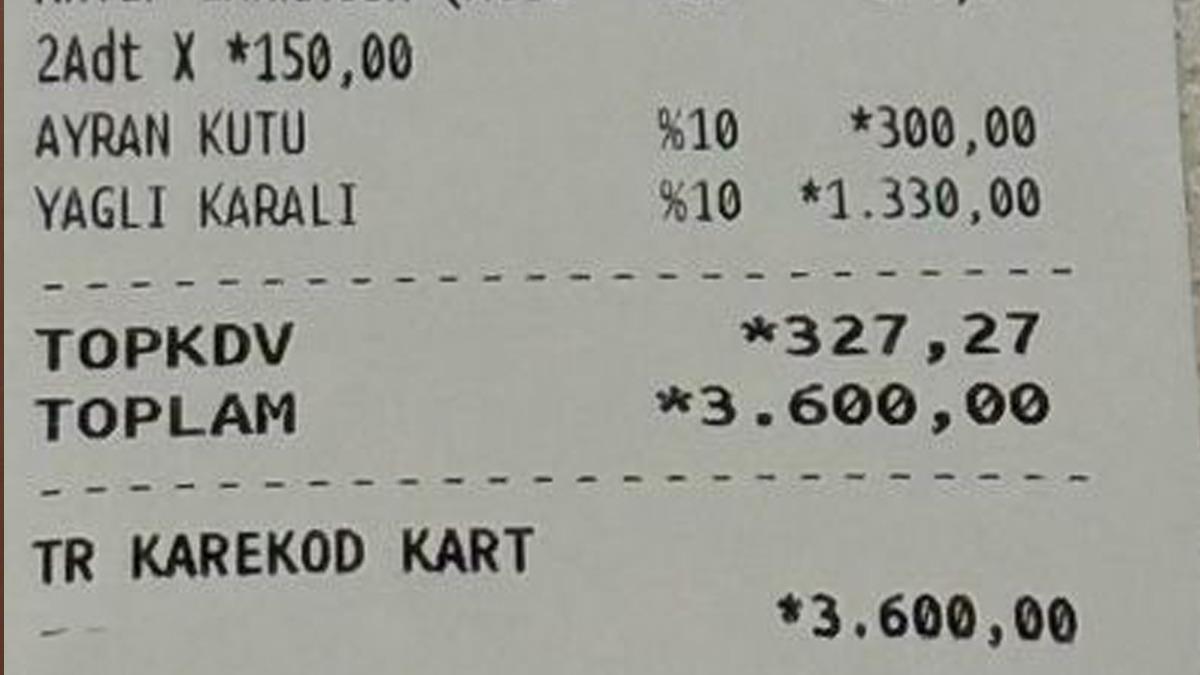 2Adt X *150,00
AYRAN KUTU %10 *300,00
YAGLI KARALI %10 *1.330,00
TOPKDV *327,27
TOPLAM *3.600,00
TR KAREKOD KART
*3.600,00